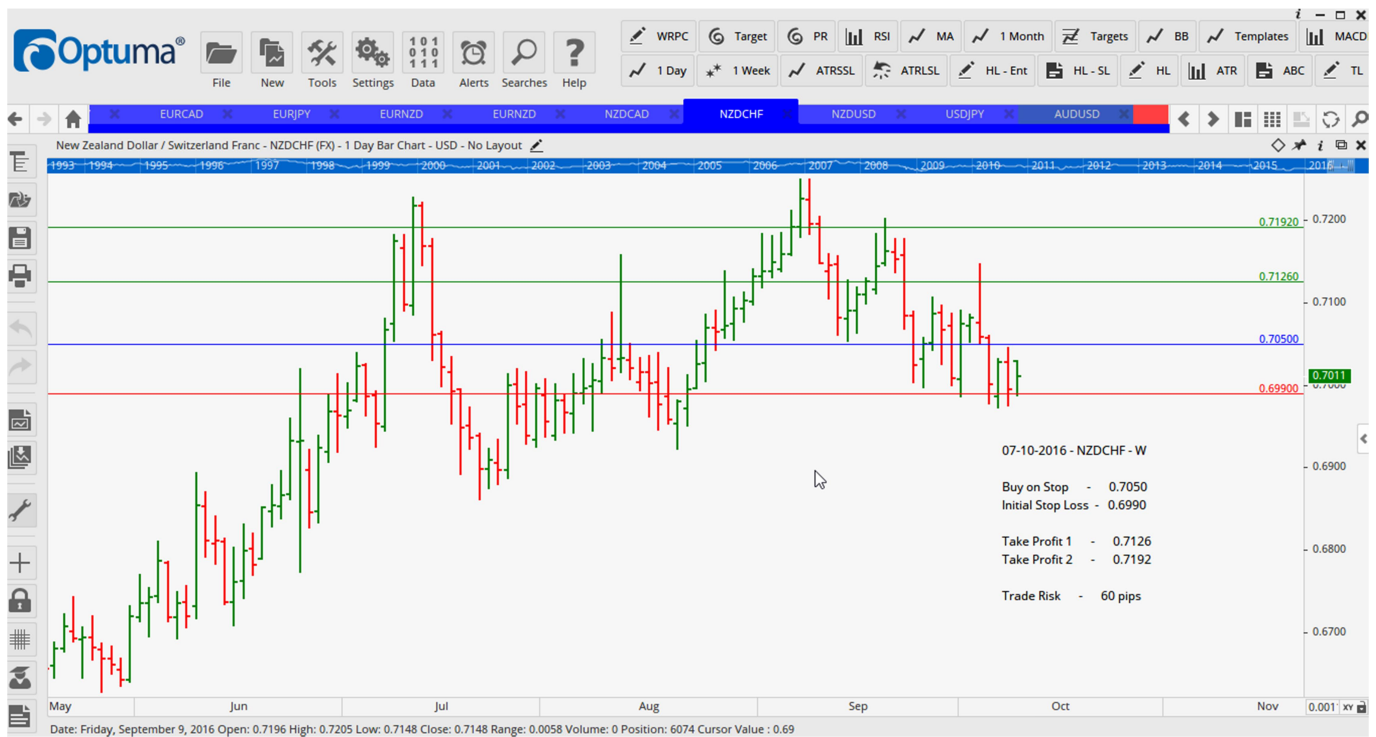 i
Optuma®
101
010
111
File New Tools Settings Data Alerts Searches Help
WRPC Target PR RSI MA 1 Month Targets BB Templates MACD
1 Day 1 Week ATRSSL ATRLSL HL - Ent HL - SL HL ATR ABC TL
EURCAD EURJPY EURNZD EURNZD NZDCAD NZDCHF NZDUSD USDJPY AUDUSD
New Zealand Dollar / Switzerland Franc - NZDCHF (FX) - 1 Day Bar Chart - USD - No Layout
i
1993 1994 1995 1996 1997 1998 1999 2000 2001 2002 2003 2004 2005 2006 2007 2008 2009 2010 2011 2012 2013 2014 2015 2016
0.71920
0.7200
0.71260
0.7100
0.70500
0.7011
0.7000
0.69900
07-10-2016 - NZDCHF - W
0.6900
Buy on Stop - 0.7050
Initial Stop Loss - 0.6990
Take Profit 1 - 0.7126
0.6800
Take Profit 2 - 0.7192
Trade Risk - 60 pips
0.6700
May Jun Jul Aug Sep Oct Nov 0.001 XY
Date: Friday, September 9, 2016 Open: 0.7196 High: 0.7205 Low: 0.7148 Close: 0.7148 Range: 0.0058 Volume: 0 Position: 6074 Cursor Value : 0.69